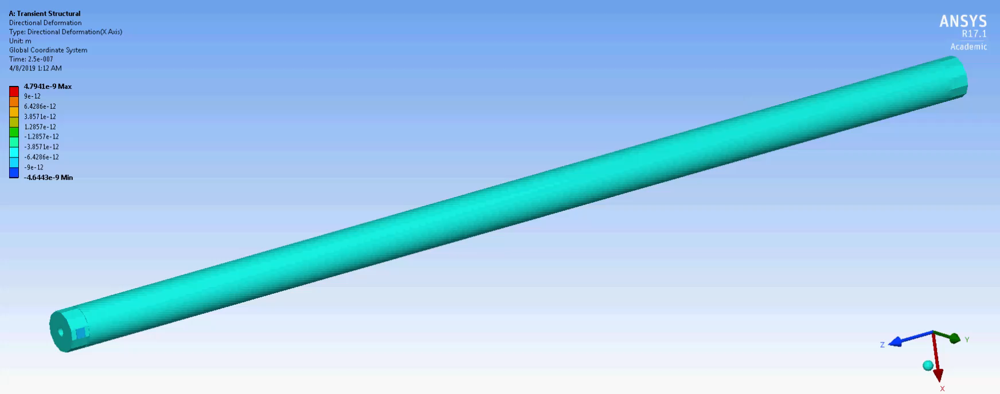 A: Transient Structural
Directional Deformation
Type: Directional Deformation(X Axis)
Unit: m
Global Coordinate System
Time: 2.5e-007
4/8/2019 1:12 AM
4.7941e-9 Max
9e-12
6.4286e-12
3.8571e-12
1.2857e-12
-1.2857e-12
-3.8571e-12
-6.4286e-12
-9e-12
-4.6443e-9 Min
ANSYS
R17.1
Academic
Z
Y
X